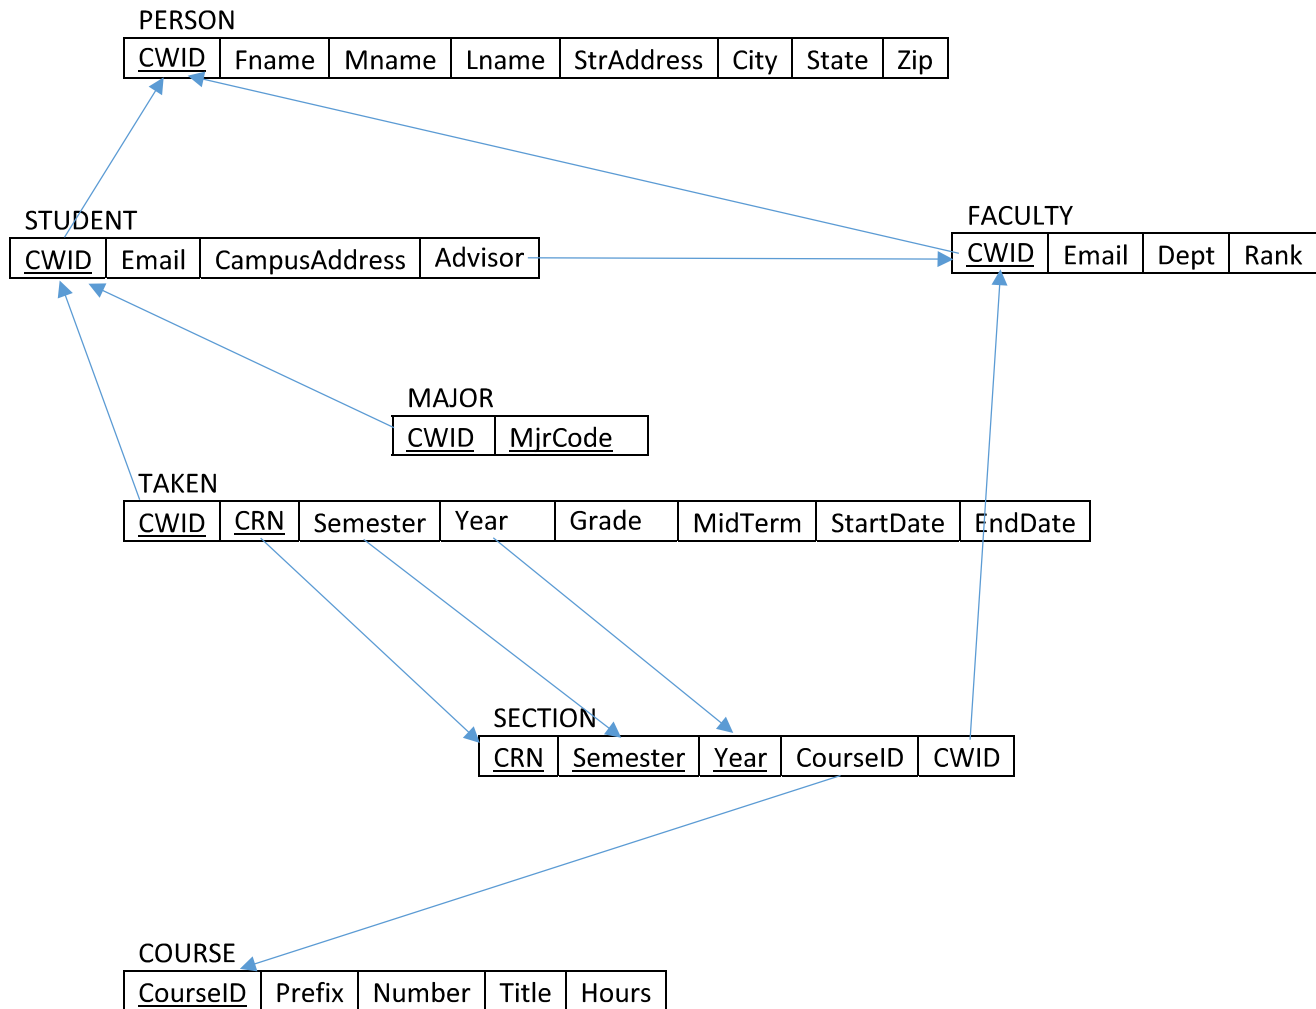 PERSON
CWID Fname Mname Lname StrAddress City State Zip
STUDENT
CWID Email CampusAddress Advisor
FACULTY
CWID Email Dept Rank
MAJOR
CWID MjrCode
TAKEN
CWID CRN Semester Year Grade MidTerm StartDate EndDate
SECTION
CRN Semester Year CourseID CWID
COURSE
CourseID Prefix Number Title Hours